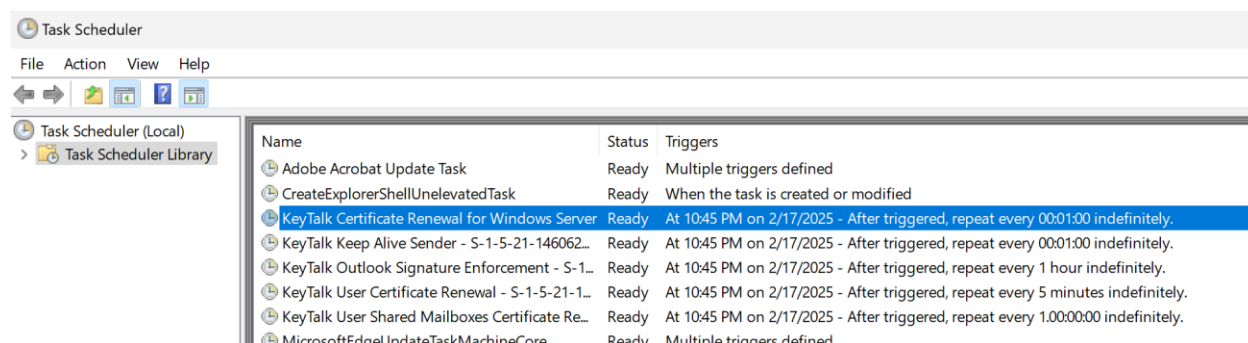 Task Scheduler
File Action View Help
Task Scheduler (Local)
Task Scheduler Library
Name Status Triggers
Adobe Acrobat Update Task Ready Multiple triggers defined
CreateExplorerShellUnelevatedTask Ready When the task is created or modified
KeyTalk Certificate Renewal for Windows Server Ready At 10:45 PM on 2/17/2025 - After triggered, repeat every 00:01:00 indefinitely.
KeyTalk Keep Alive Sender - S-1-5-21-146062... Ready At 10:45 PM on 2/17/2025 - After triggered, repeat every 00:01:00 indefinitely.
KeyTalk Outlook Signature Enforcement - S-1... Ready At 10:45 PM on 2/17/2025 - After triggered, repeat every 1 hour indefinitely.
KeyTalk User Certificate Renewal - S-1-5-21-1... Ready At 10:45 PM on 2/17/2025 - After triggered, repeat every 5 minutes indefinitely.
KeyTalk User Shared Mailboxes Certificate Re... Ready At 10:45 PM on 2/17/2025 - After triggered, repeat every 1.00:00:00 indefinitely.
MicrosoftEdgeUpdateTaskMachineCore Ready Multiple triggers defined